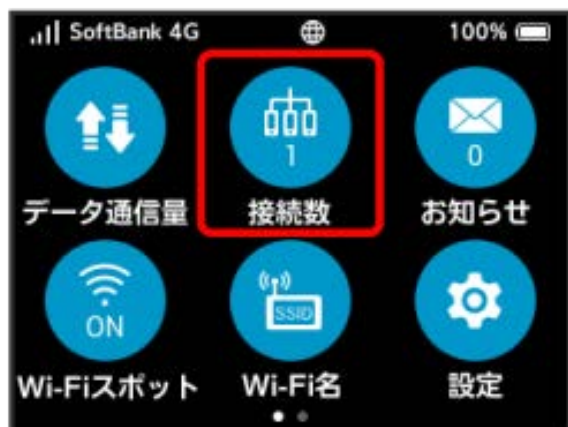 SoftBank 4G 100%
1 0
データ通信量 接続数 お知らせ
ON SSID
Wi-Fiスポット Wi-Fi名 設定